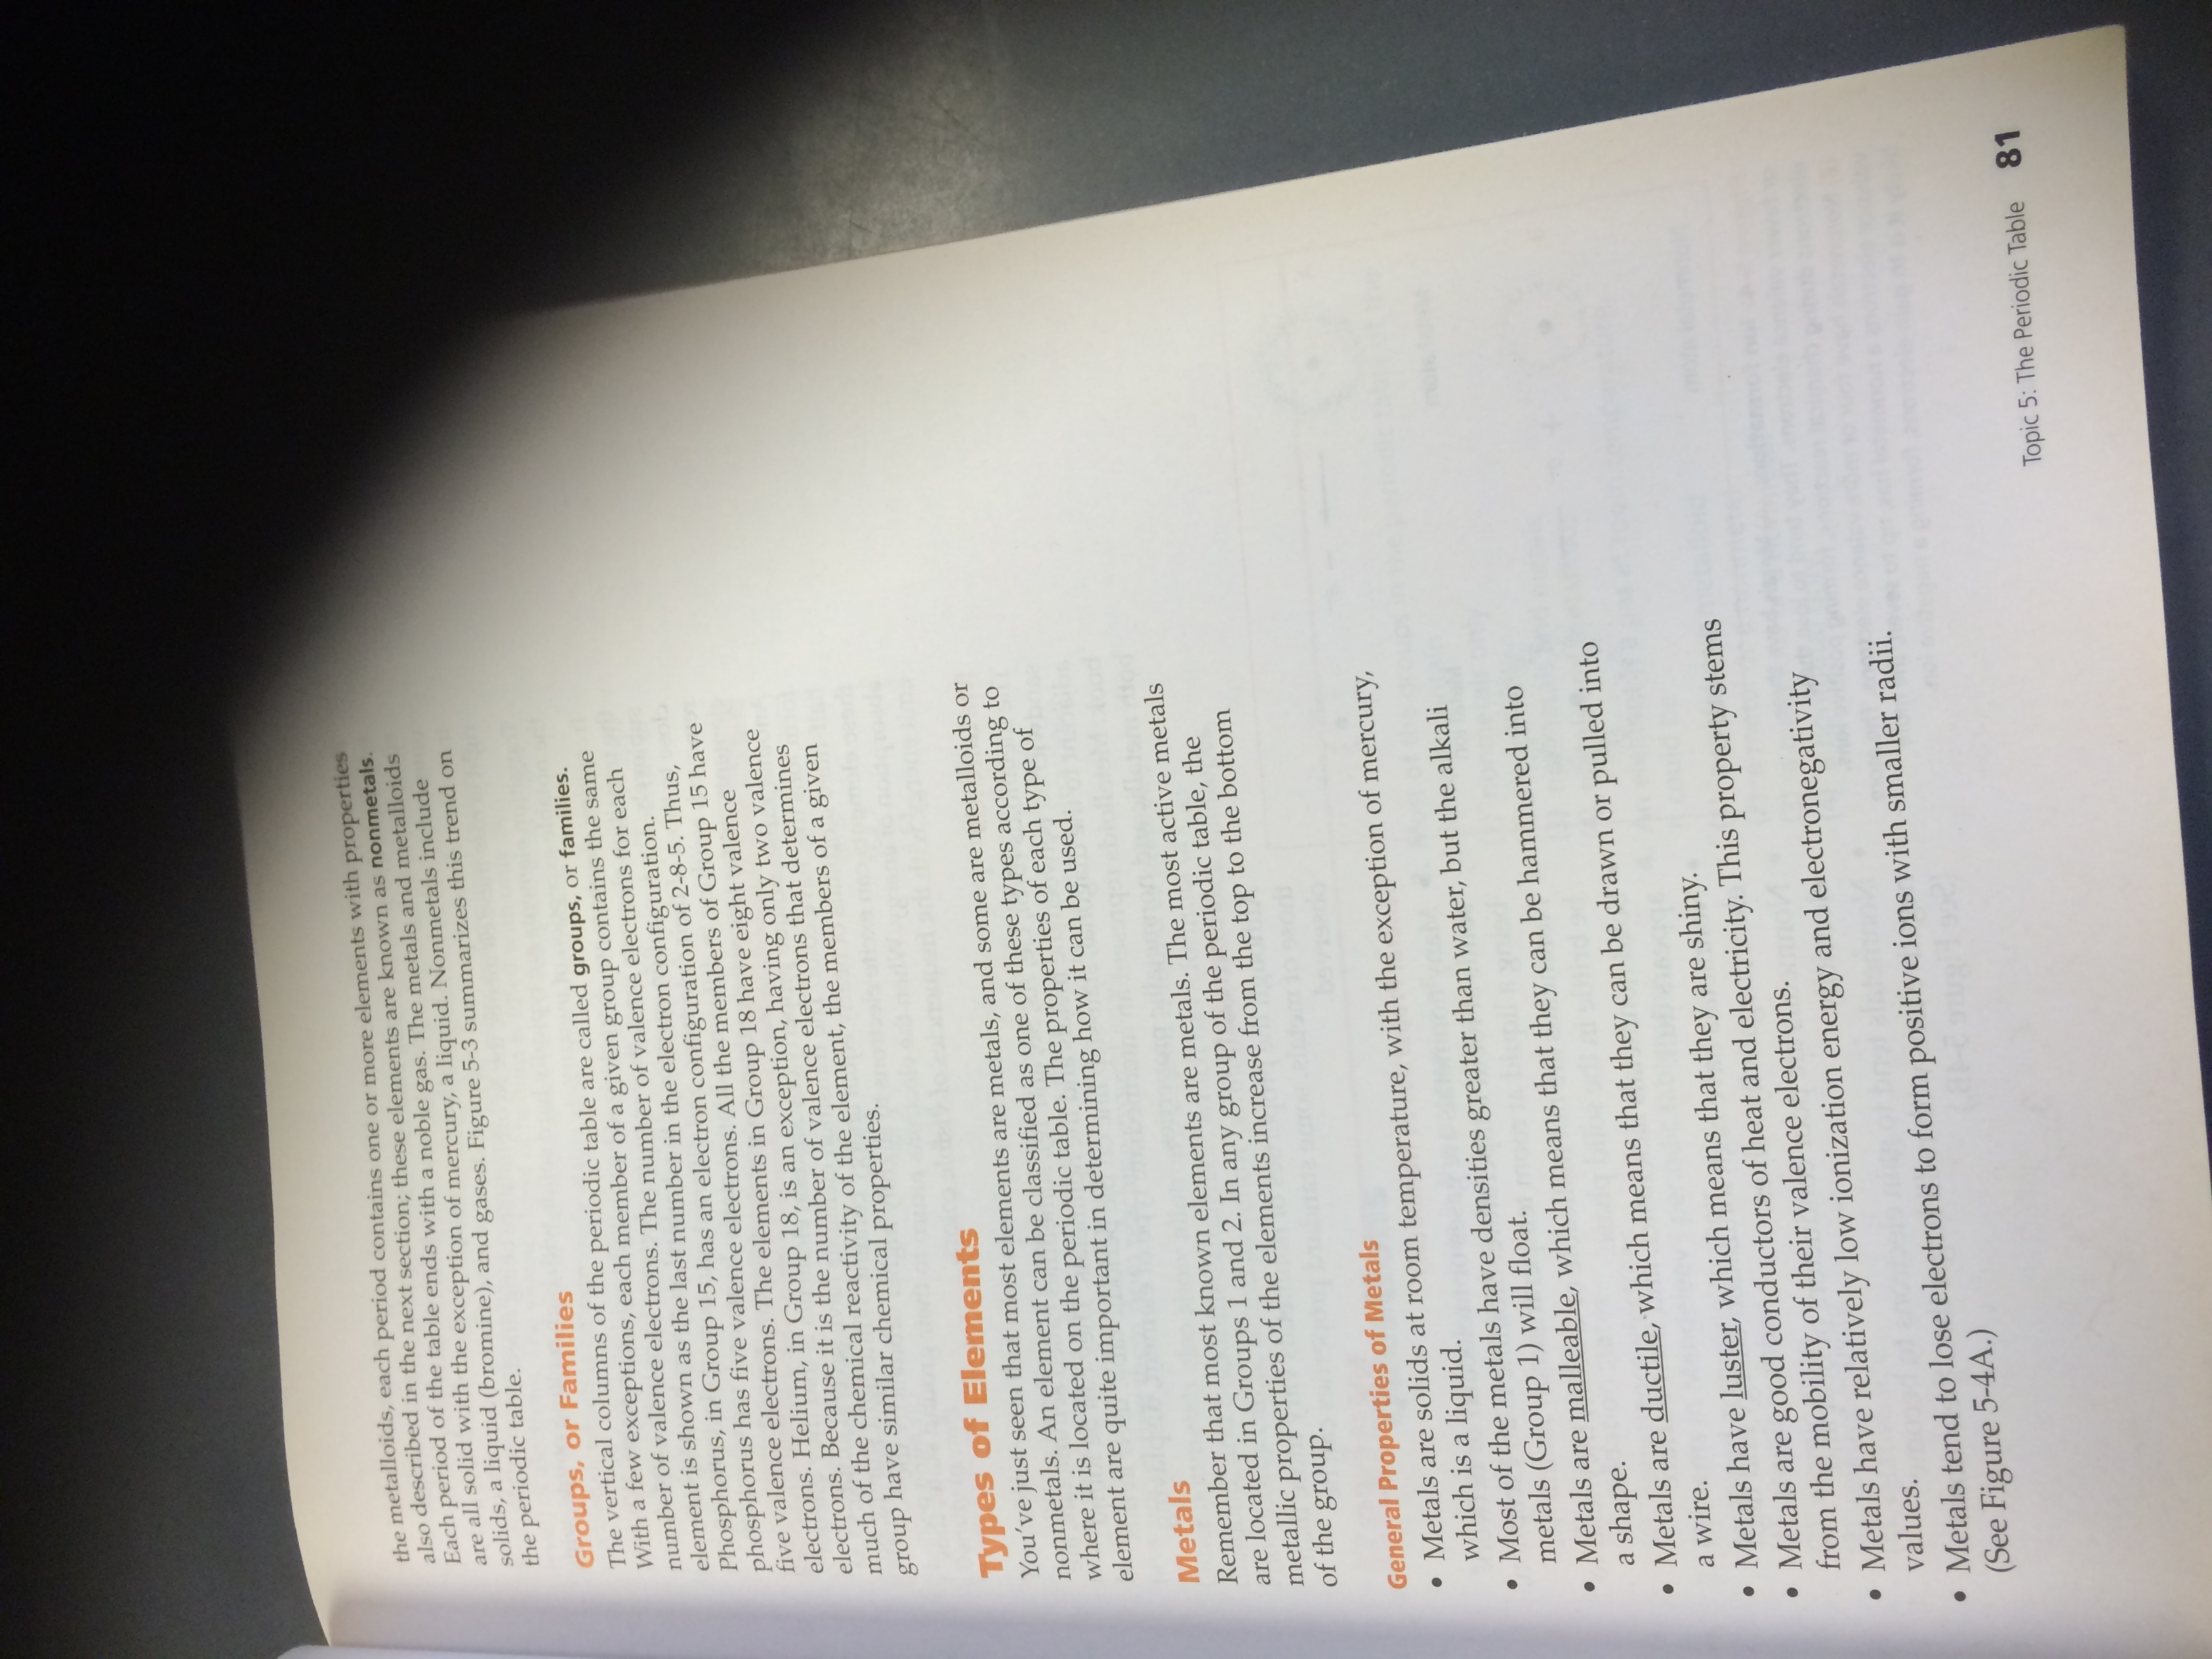 the metalloids, each period contains one or more elements with properties
also described in the next section; these elements are known as nonmetals.
Each period of the table ends with a noble gas. The metals and metalloids
are all solid with the exception of mercury, a liquid. Nonmetals include
solids, a liquid (bromine), and gases. Figure 5-3 summarizes this trend on
the periodic table.
Groups, or Families
The vertical columns of the periodic table are called groups, or families.
With a few exceptions, each member of a given group contains the same
number of valence electrons. The number of valence electrons for each
element is shown as the last number in the electron configuration.
Phosphorus, in Group 15, has an electron configuration of 2-8-5. Thus,
phosphorus has five valence electrons. All the members of Group 15 have
five valence electrons. The elements in Group 18 have eight valence
electrons. Helium, in Group 18, is an exception, having only two valence
electrons. Because it is the number of valence electrons that determines
much of the chemical reactivity of the element, the members of a given
group have similar chemical properties.
Types of Elements
You've just seen that most elements are metals, and some are metalloids or
nonmetals. An element can be classified as one of these types according to
where it is located on the periodic table. The properties of each type of
element are quite important in determining how it can be used.
Metals
Remember that most known elements are metals. The most active metals
are located in Groups 1 and 2. In any group of the periodic table, the
metallic properties of the elements increase from the top to the bottom
of the group.
General Properties of Metals
• Metals are solids at room temperature, with the exception of mercury,
which is a liquid.
• Most of the metals have densities greater than water, but the alkali
metals (Group 1) will float.
• Metals are malleable, which means that they can be hammered into
a shape.
• Metals are ductile, which means that they can be drawn or pulled into
a wire.
• Metals have luster, which means that they are shiny.
• Metals are good conductors of heat and electricity. This property stems
from the mobility of their valence electrons.
• Metals have relatively low ionization energy and electronegativity
values.
• Metals tend to lose electrons to form positive ions with smaller radii.
(See Figure 5-4A.)
Topic 5: The Periodic Table 81